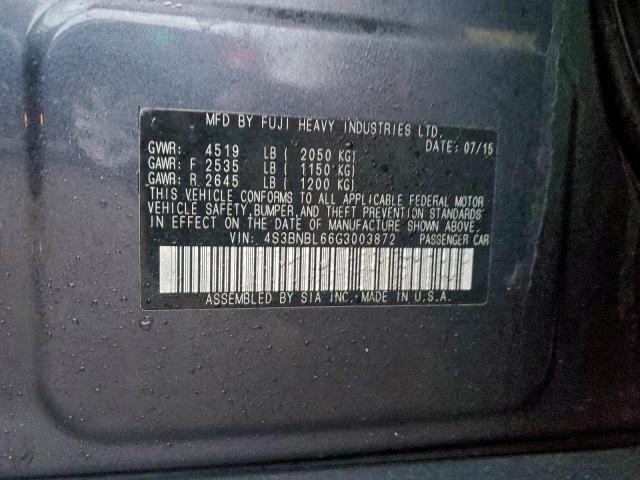 MFD BY FUJI HEAVY INDUSTRIES LTD.
DATE: 07/15
GVWR: 4519 LB ( 2050 KG)
GAWR: F 2535 LB ( 1150 KG)
GAWR: R 2645 LB ( 1200 KG)
THIS VEHICLE CONFORMS TO ALL APPLICABLE FEDERAL MOTOR
VEHICLE SAFETY, BUMPER, AND THEFT PREVENTION STANDARDS
IN EFFECT ON THE DATE OF MANUFACTURE SHOWN ABOVE.
VIN: 4S3BNBL66G3003872 PASSENGER CAR
ASSEMBLED BY SIA INC. MADE IN U.S.A.